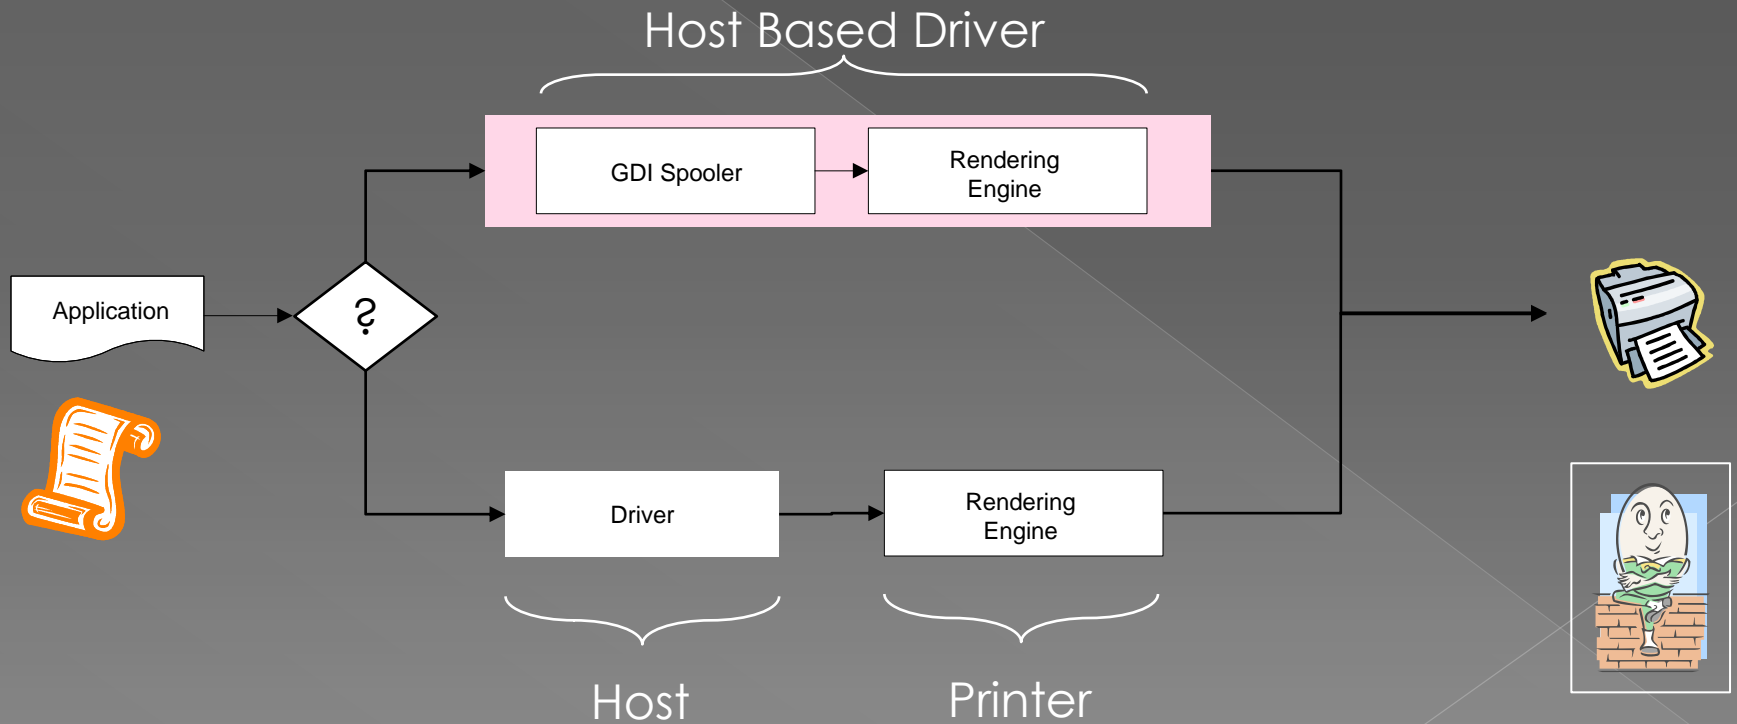 Host Based Driver
GDI Spooler
Rendering
Engine
Application
?
Driver
Rendering
Engine
Host
Printer